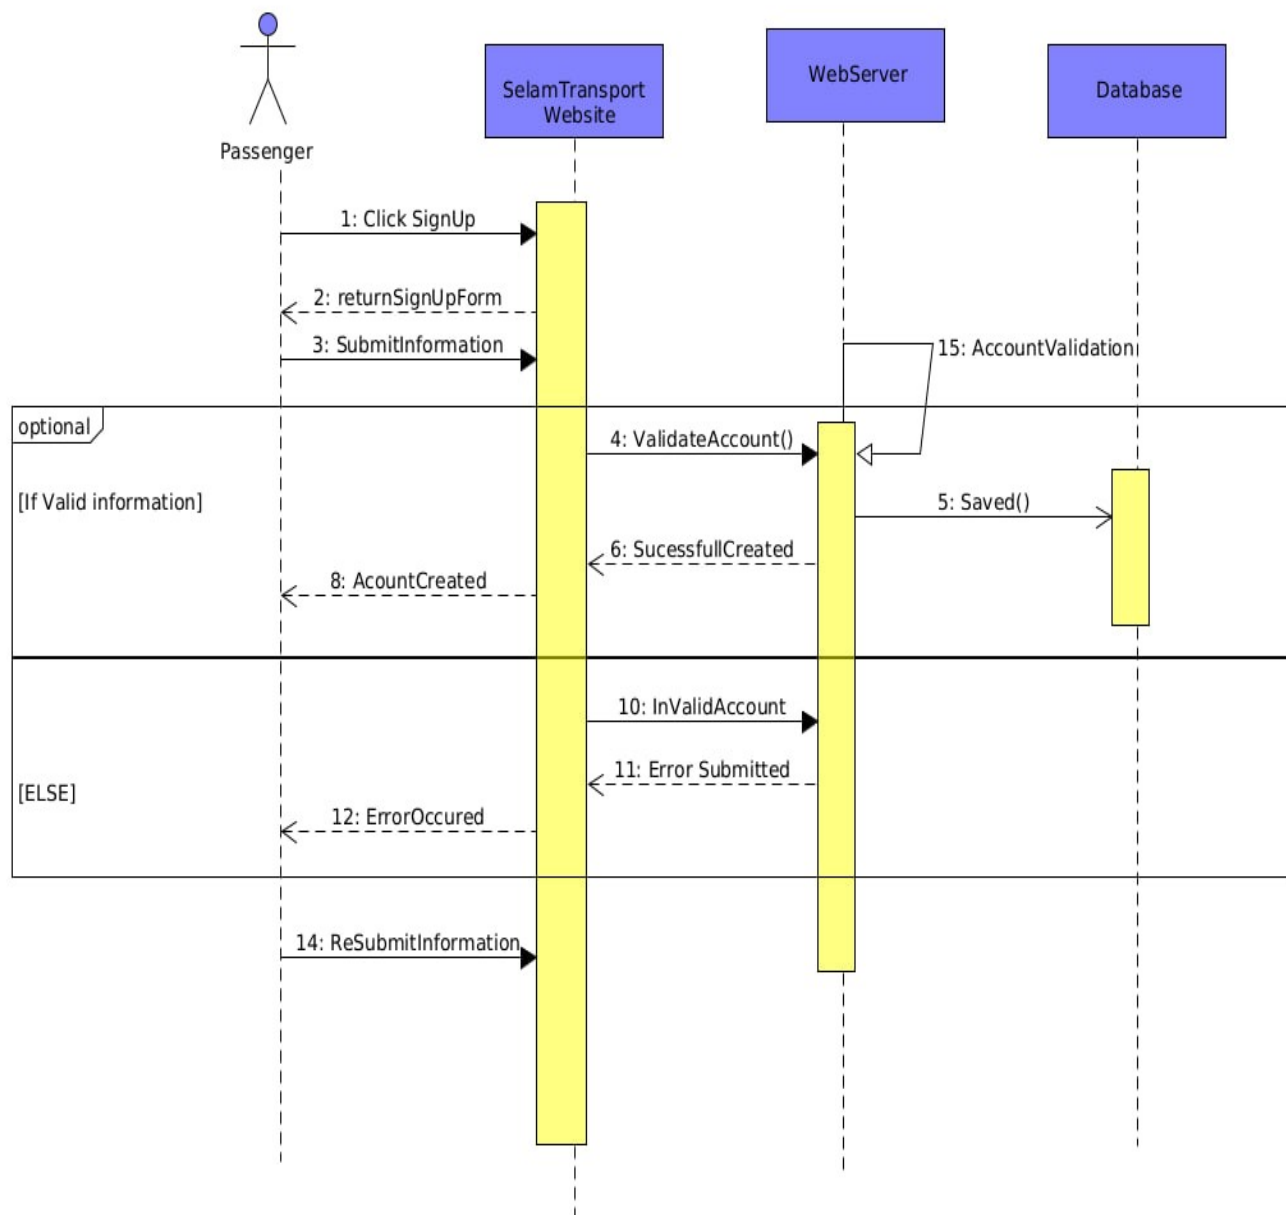 Passenger
SelamTransport
Website
WebServer
Database
1: Click SignUp
2: returnSignUpForm
3: SubmitInformation
15: AccountValidation
optional
4: ValidateAccount()
[If Valid information]
5: Saved()
6: SucessfullCreated
8: AcountCreated
10: InValidAccount
11: Error Submitted
[ELSE]
12: ErrorOccured
14: ReSubmitInformation